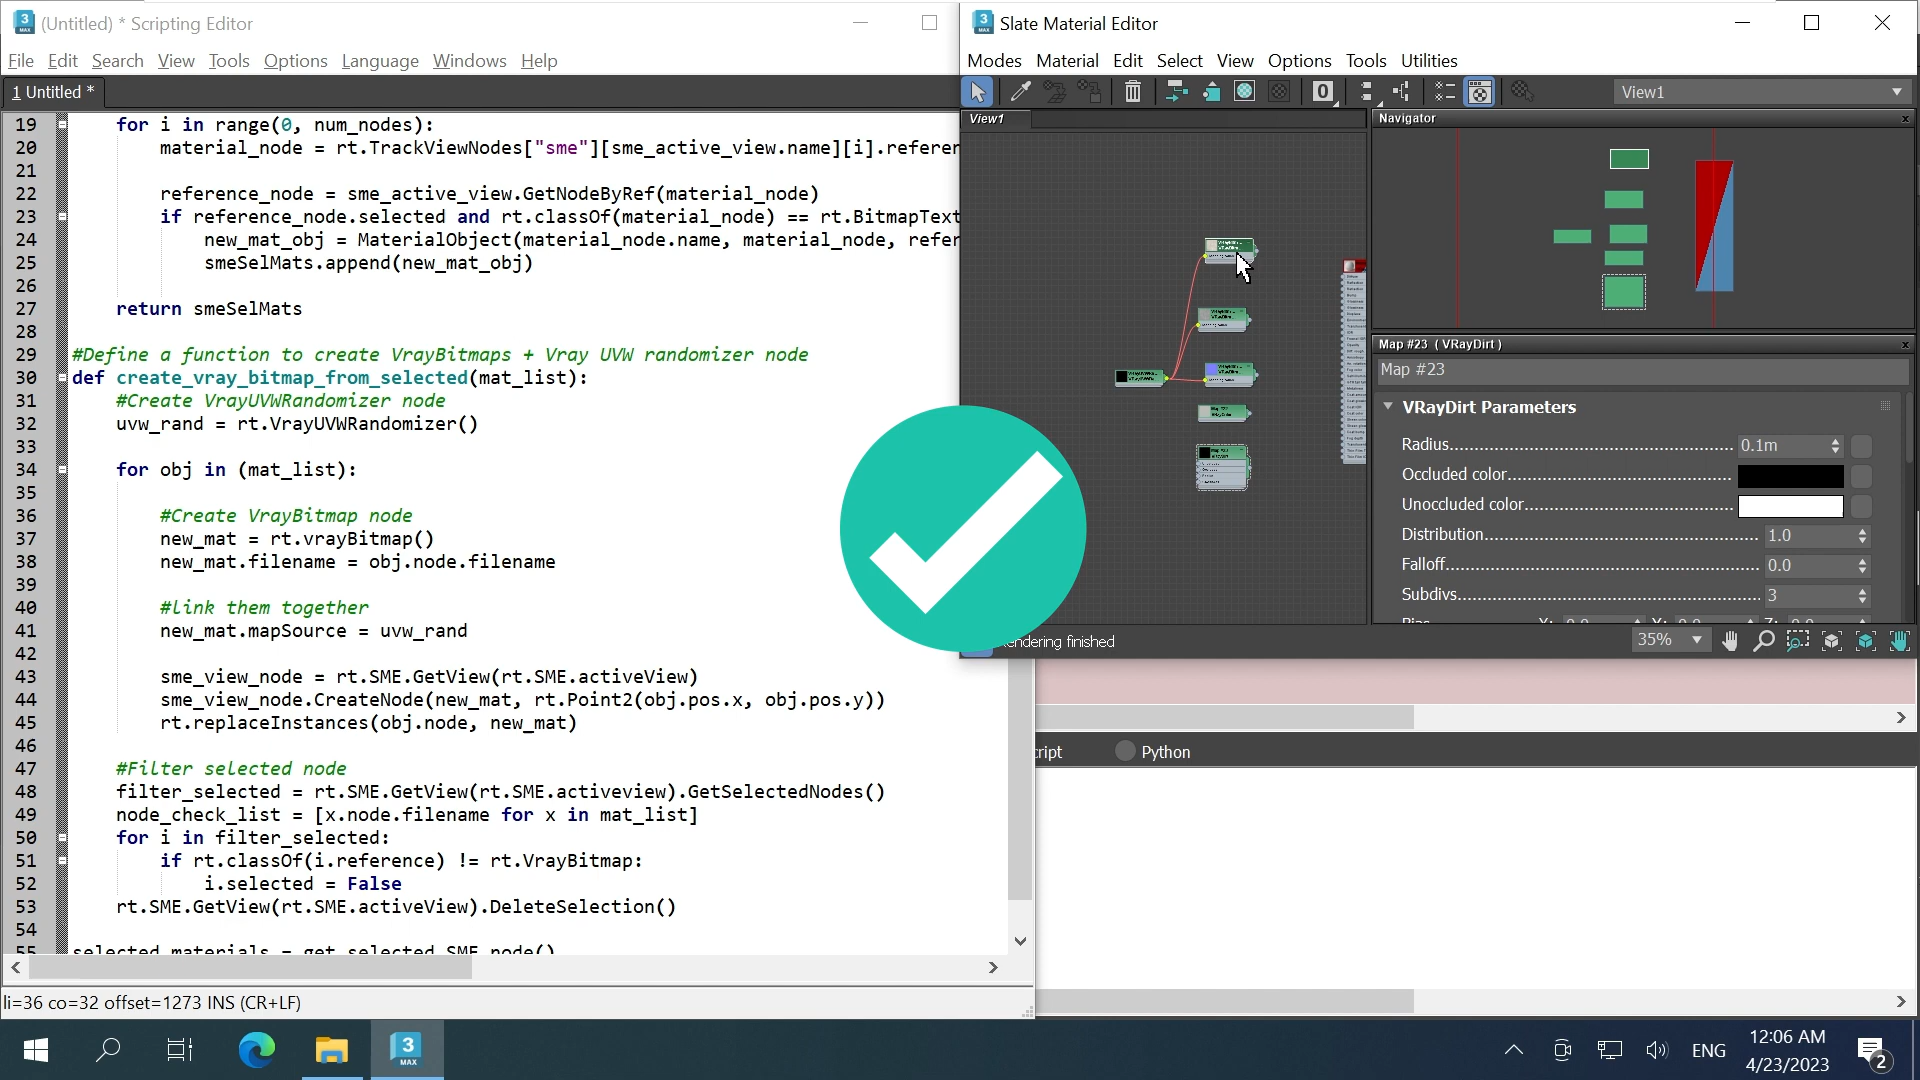 (Untitled) * Scripting Editor
File Edit Search View Tools Options Language Windows Help
1 Untitled *
19 for i in range(0, num_nodes):
20 material_node = rt.TrackViewNodes["sme"][sme_active_view.name][i].referen
21
22 reference_node = sme_active_view.GetNodeByRef(material_node)
23 if reference_node.selected and rt.classOf(material_node) == rt.BitmapText
24 new_mat_obj = MaterialObject(material_node.name, material_node, refer
25 smeSelMats.append(new_mat_obj)
26
27 return smeSelMats
28
29 #Define a function to create VrayBitmaps + Vray UVW randomizer node
30 def create_vray_bitmap_from_selected(mat_list):
31 #Create VrayUVWRandomizer node
32 uvw_rand = rt.VrayUVWRandomizer()
33
34 for obj in (mat_list):
35
36 #Create VrayBitmap node
37 new_mat = rt.vrayBitmap()
38 new_mat.filename = obj.node.filename
39
40 #link them together
41 new_mat.mapSource = uvw_rand
42
43 sme_view_node = rt.SME.GetView(rt.SME.activeView)
44 sme_view_node.CreateNode(new_mat, rt.Point2(obj.pos.x, obj.pos.y))
45 rt.replaceInstances(obj.node, new_mat)
46
47 #Filter selected node
48 filter_selected = rt.SME.GetView(rt.SME.activeview).GetSelectedNodes()
49 node_check_list = [x.node.filename for x in mat_list]
50 for i in filter_selected:
51 if rt.classOf(i.reference) != rt.VrayBitmap:
52 i.selected = False
53 rt.SME.GetView(rt.SME.activeView).DeleteSelection()
54
55 selected_materials = get_selected_SME_node()
li=36 co=32 offset=1273 INS (CR+LF)
Slate Material Editor
Modes Material Edit Select View Options Tools Utilities
View1
View1
Navigator
Map #23 ( VRayDirt )
Map #23
VRayDirt Parameters
Radius 0.1m
Occluded color
Unoccluded color
Distribution 1.0
Falloff 0.0
Subdivs 3
endering finished
35%
cript Python
3 MAX
ENG
12:06 AM
4/23/2023
2